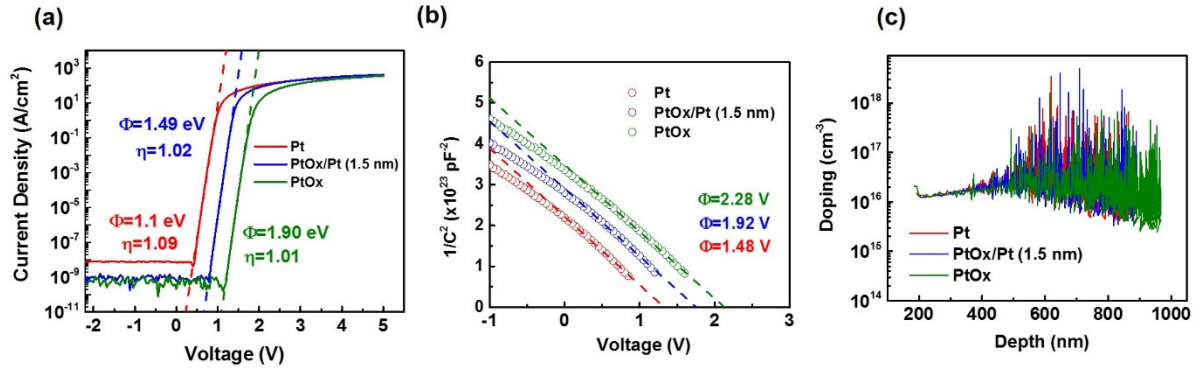 (a)
Current Density (A/cm²)
10³
10¹
10⁻¹
10⁻³
10⁻⁵
10⁻⁷
10⁻⁹
10⁻¹¹
Φ=1.49 eV
η=1.02
Pt
PtOx/Pt (1.5 nm)
PtOx
Φ=1.1 eV
η=1.09
Φ=1.90 eV
η=1.01
-2 -1 0 1 2 3 4 5
Voltage (V)
(b)
1/C² (x10²³ pF⁻²)
6
5
4
3
2
1
0
Pt
PtOx/Pt (1.5 nm)
PtOx
Φ=2.28 V
Φ=1.92 V
Φ=1.48 V
-1 0 1 2 3
Voltage (V)
(c)
Doping (cm⁻³)
10¹⁹
10¹⁸
10¹⁷
10¹⁶
10¹⁵
10¹⁴
Pt
PtOx/Pt (1.5 nm)
PtOx
200 400 600 800 1000
Depth (nm)